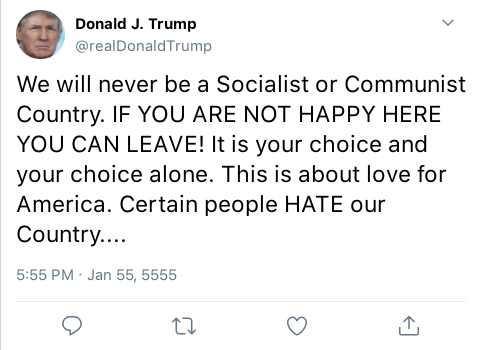 Donald J. Trump
@realDonaldTrump
We will never be a Socialist or Communist
Country. IF YOU ARE NOT HAPPY HERE
YOU CAN LEAVE! It is your choice and
your choice alone. This is about love for
America. Certain people HATE our
Country....
5:55 PM · Jan 55, 5555